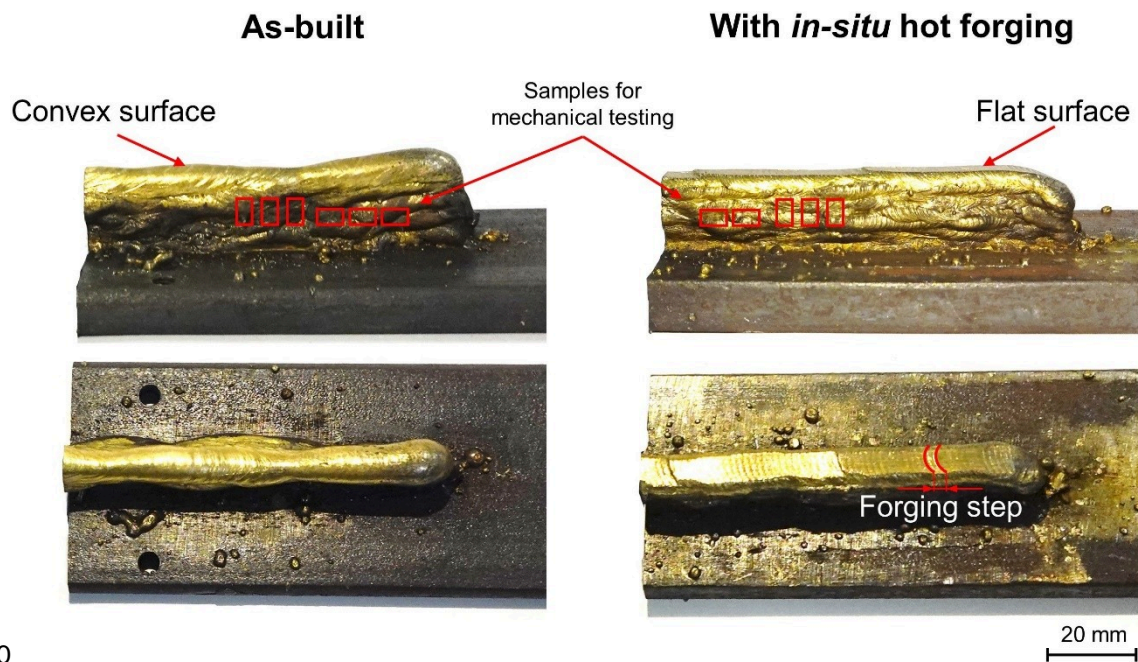 As-built
With in-situ hot forging
Convex surface
Samples for
mechanical testing
Flat surface
Forging step
20 mm
0